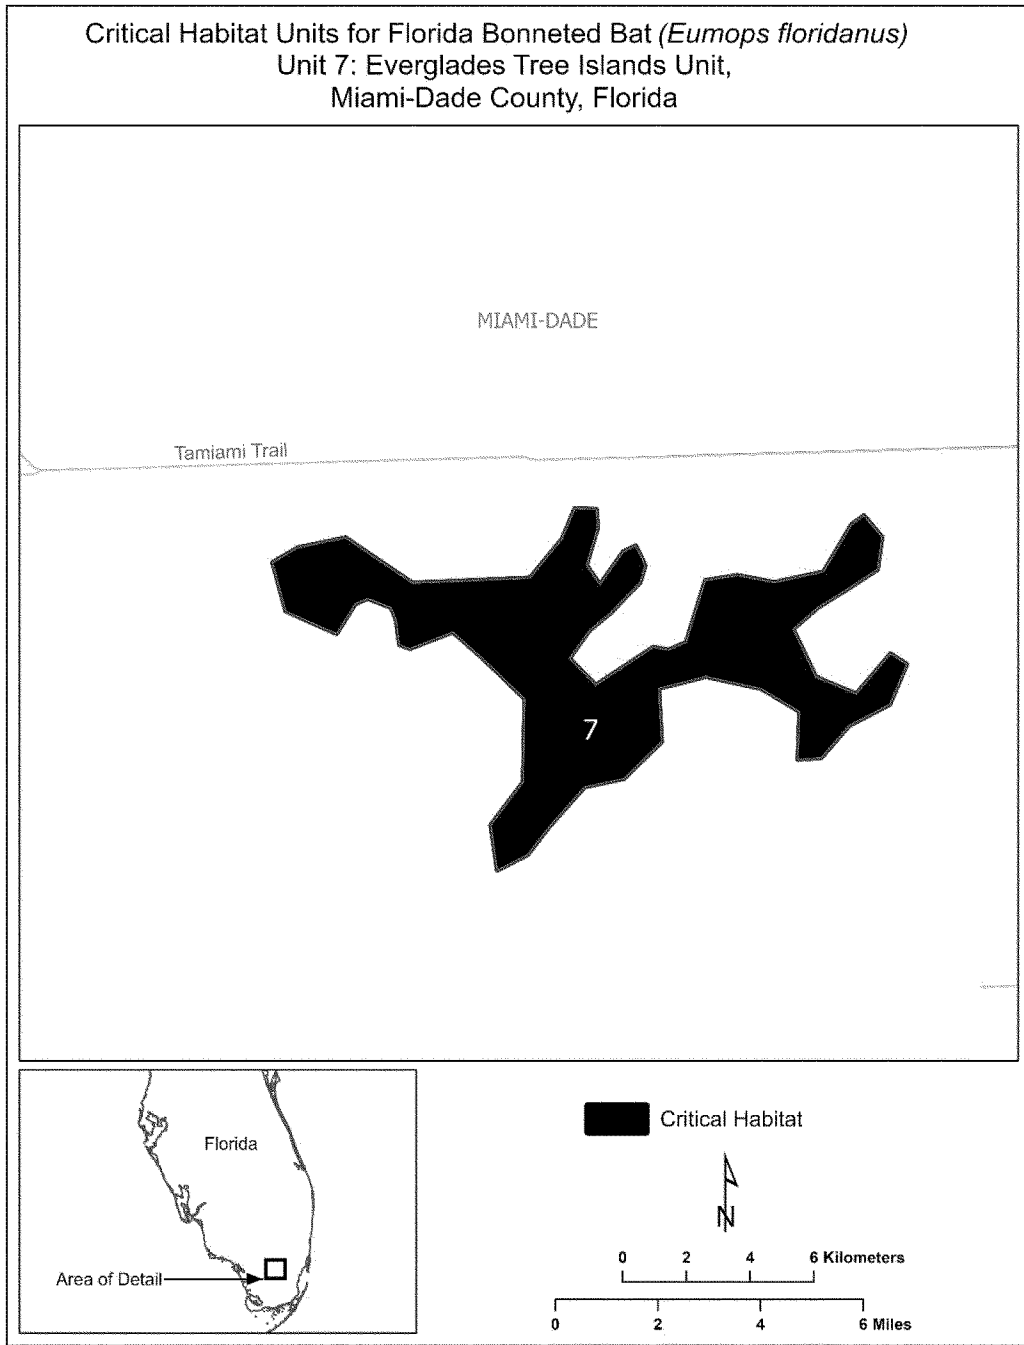 Critical Habitat Units for Florida Bonneted Bat (Eumops floridanus)
Unit 7: Everglades Tree Islands Unit,
Miami-Dade County, Florida
MIAMI-DADE
Tamiami Trail
7
Florida
Area of Detail
Critical Habitat
N
0 2 4 6 Kilometers
0 2 4 6 Miles